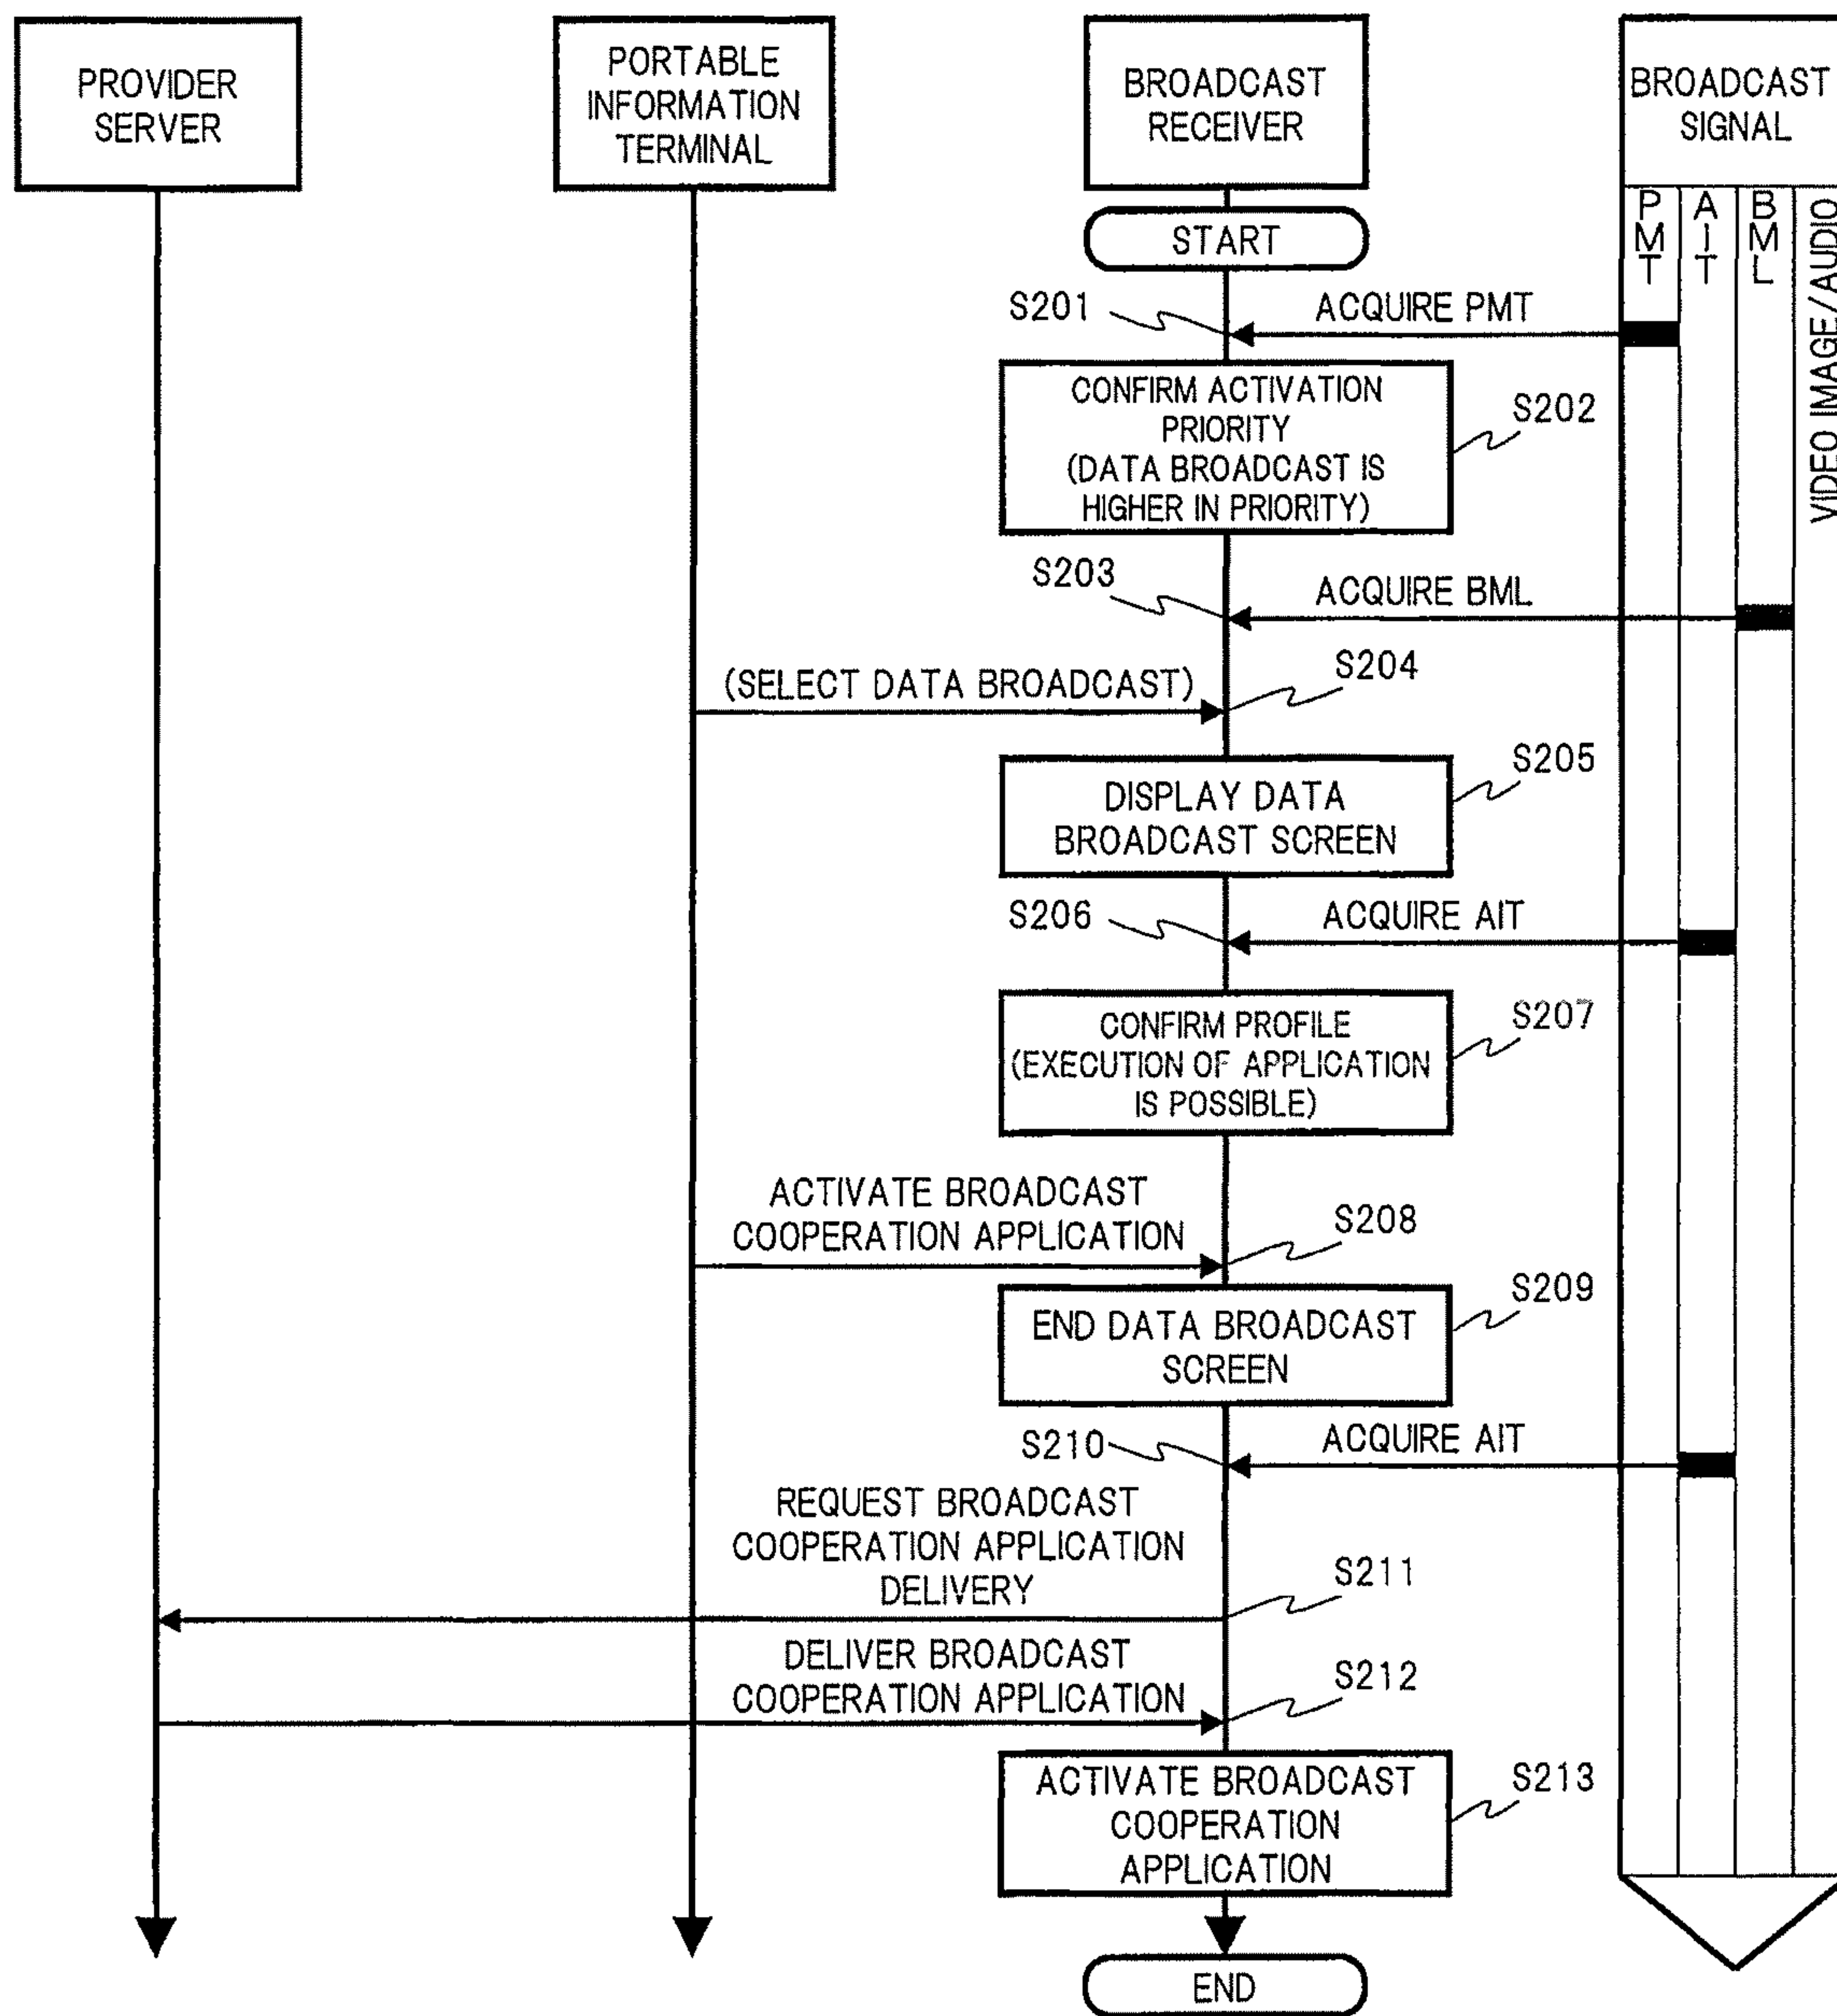 PROVIDER
SERVER
PORTABLE
INFORMATION
TERMINAL
BROADCAST
RECEIVER
BROADCAST
SIGNAL
PMT
AIT
BML
VIDEO IMAGE/AUDIO
START
S201
ACQUIRE PMT
CONFIRM ACTIVATION
PRIORITY
(DATA BROADCAST IS
HIGHER IN PRIORITY)
S202
S203
ACQUIRE BML
(SELECT DATA BROADCAST)
S204
DISPLAY DATA
BROADCAST SCREEN
S205
S206
ACQUIRE AIT
CONFIRM PROFILE
(EXECUTION OF APPLICATION
IS POSSIBLE)
S207
ACTIVATE BROADCAST
COOPERATION APPLICATION
S208
END DATA BROADCAST
SCREEN
S209
S210
ACQUIRE AIT
REQUEST BROADCAST
COOPERATION APPLICATION
DELIVERY
S211
DELIVER BROADCAST
COOPERATION APPLICATION
S212
ACTIVATE BROADCAST
COOPERATION
APPLICATION
S213
END